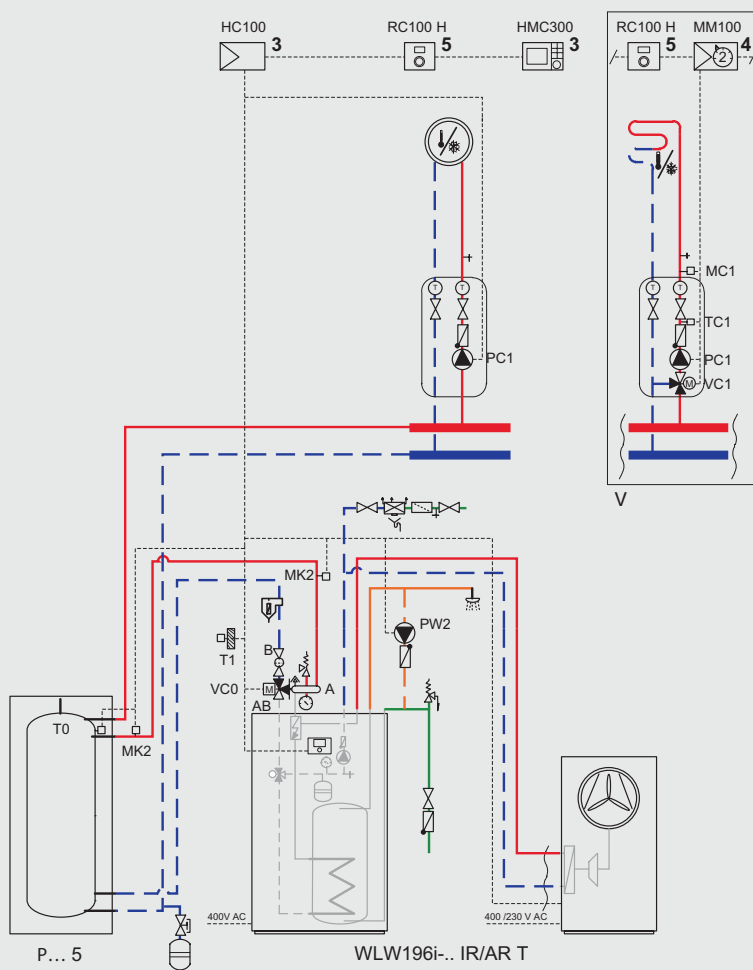 HC100
3
RC100 H
5
HMC300
3
RC100 H
5
MM100
4
2
T
T
PC1
T
T
MC1
TC1
PC1
M
VC1
V
MK2
PW2
T1
B
VC0
M
A
AB
T0
MK2
400V AC
400 /230 V AC
P... 5
WLW196i-.. IR/AR T